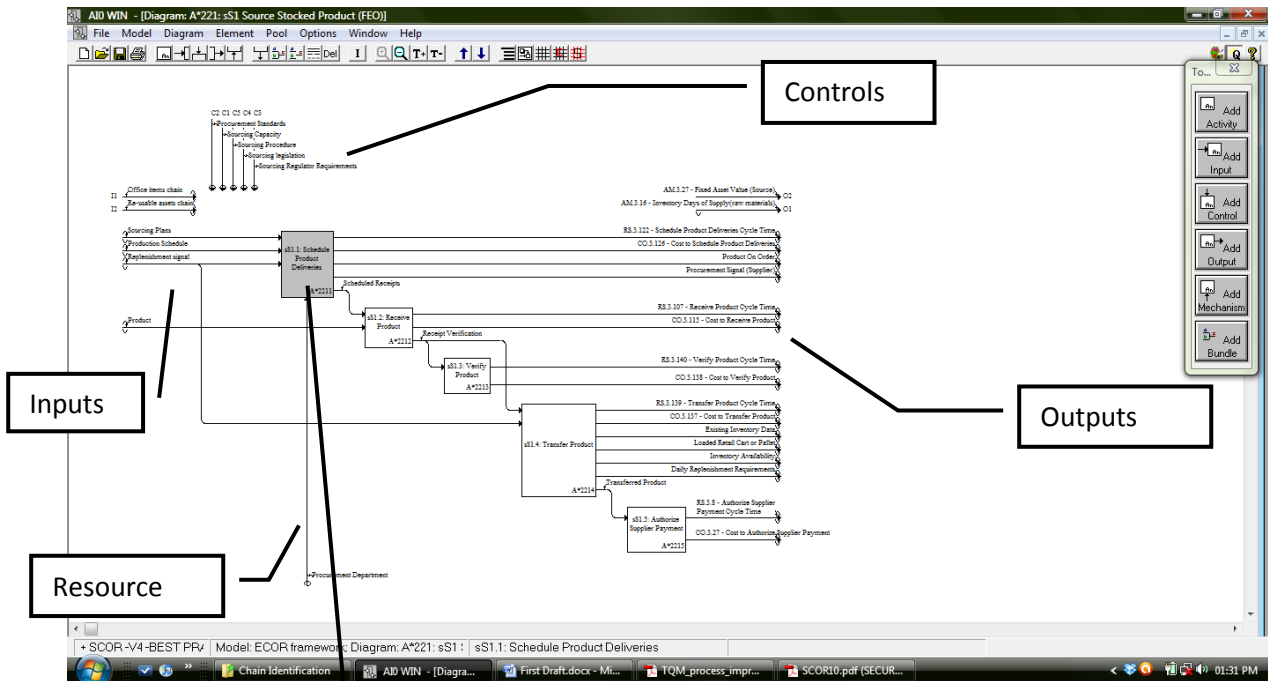 AI0 WIN - [Diagram: A*221: sS1 Source Stocked Product (FEO)]
File Model Diagram Element Pool Options Window Help
Del I T+ T- Q ?
To...
Add Activity
Add Input
Add Control
Add Output
Add Mechanism
Add Bundle
Controls
C2 C1 C5 C4 C3
Procurement Standards
Sourcing Capacity
Sourcing Procedure
Sourcing legislation
Sourcing Regulator Requirements
I1 Office items chain
I2 Re-usable assets chain
AM.3.27 - Fixed Asset Value (Source) O2
AM.3.16 - Inventory Days of Supply(raw materials) O1
Sourcing Plans
Production Schedule
Replenishment signal
sS1.1: Schedule
Product
Deliveries
A*2211
RS.3.122 - Schedule Product Deliveries Cycle Time
CO.3.126 - Cost to Schedule Product Deliveries
Product On Order
Procurement Signal (Supplier)
Scheduled Receipts
Product
sS1.2: Receive
Product
A*2212
RS.3.107 - Receive Product Cycle Time
CO.3.115 - Cost to Receive Product
Receipt Verification
sS1.3: Verify
Product
A*2213
RS.3.140 - Verify Product Cycle Time
CO.3.138 - Cost to Verify Product
Inputs
Outputs
sS1.4: Transfer Product
A*2214
RS.3.139 - Transfer Product Cycle Time
CO.3.137 - Cost to Transfer Product
Existing Inventory Data
Loaded Retail Cart or Pallet
Inventory Availability
Daily Replenishment Requirements
Transferred Product
sS1.5: Authorize
Supplier Payment
A*2215
RS.3.8 - Authorize Supplier
Payment Cycle Time
CO.3.27 - Cost to Authorize Supplier Payment
Resource
Procurement Department
+ SCOR -V4 -BEST PR Model: ECOR framework; Diagram: A*221: sS1 : sS1.1: Schedule Product Deliveries
Chain Identification AI0 WIN - [Diagra... First Draft.docx - Mi... TQM_process_impr... SCOR10.pdf (SECUR... 01:31 PM